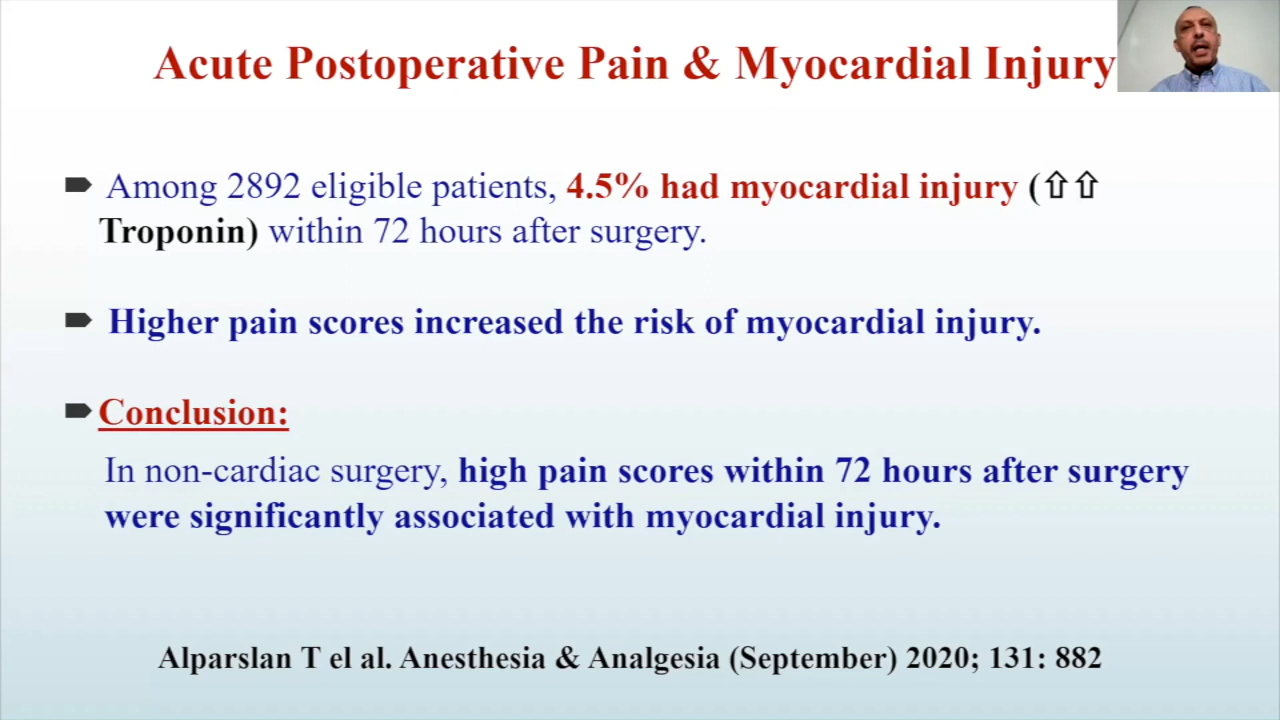 Acute Postoperative Pain & Myocardial Injury
Among 2892 eligible patients, 4.5% had myocardial injury (⇧⇧
Troponin) within 72 hours after surgery.
Higher pain scores increased the risk of myocardial injury.
Conclusion:
In non-cardiac surgery, high pain scores within 72 hours after surgery
were significantly associated with myocardial injury.
Alparslan T el al. Anesthesia & Analgesia (September) 2020; 131: 882